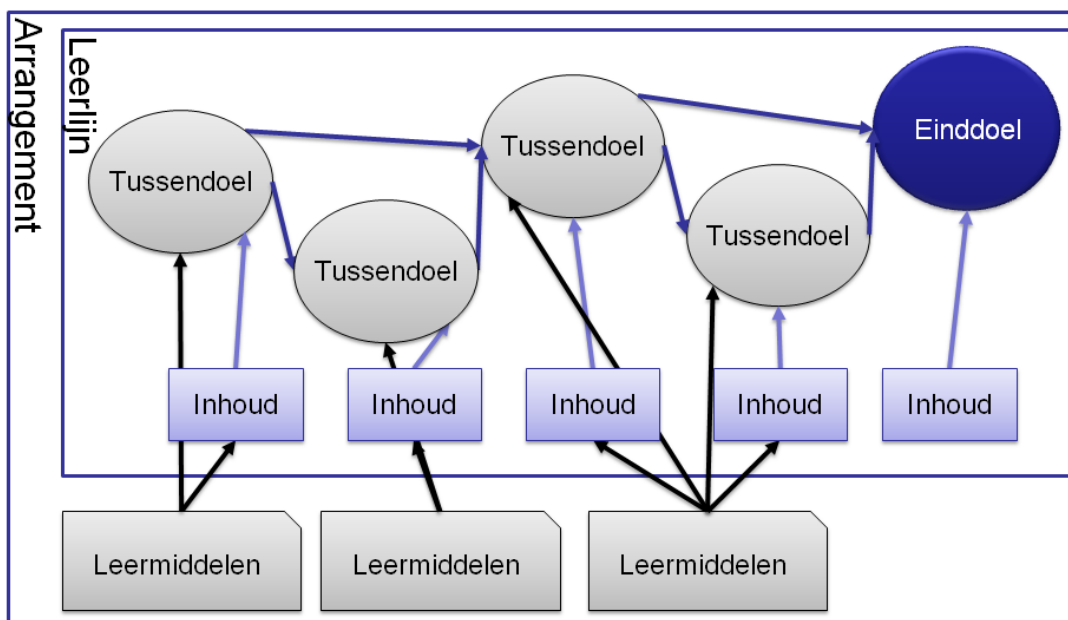 Arrangement
Leerlijn
Tussendoel
Tussendoel
Tussendoel
Tussendoel
Einddoel
Inhoud
Inhoud
Inhoud
Inhoud
Inhoud
Leermiddelen
Leermiddelen
Leermiddelen